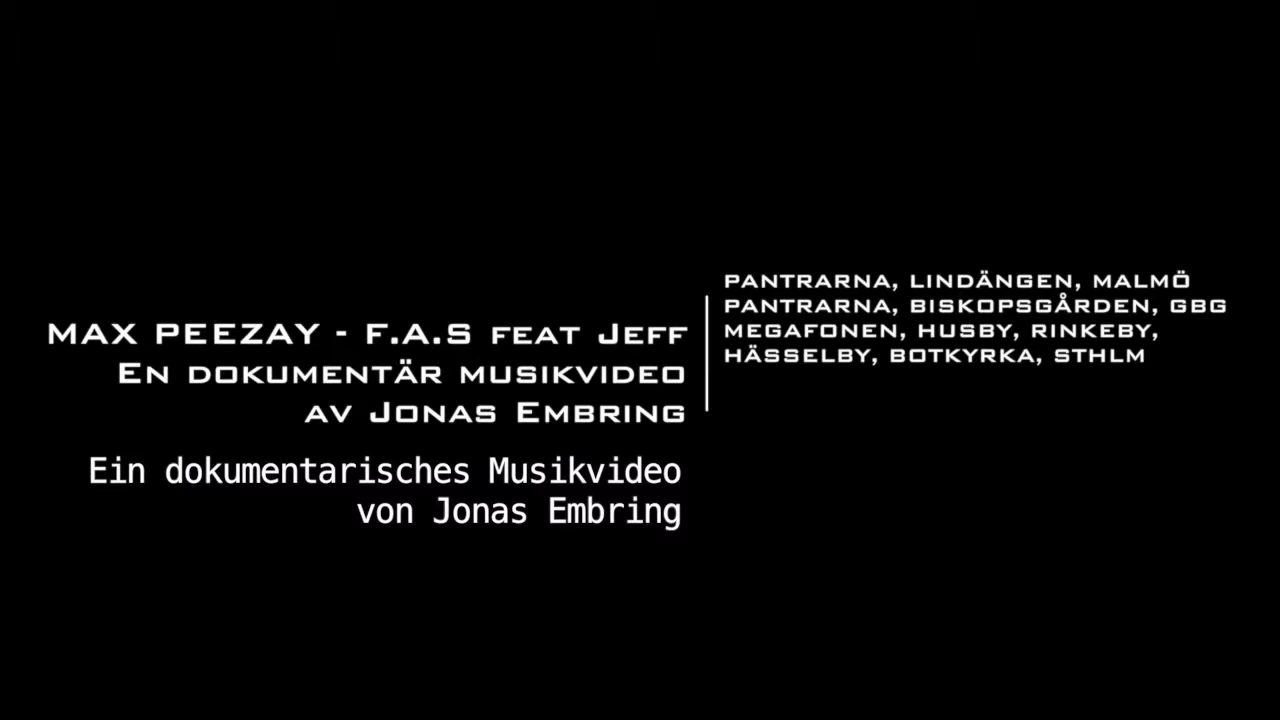 MAX PEEZAY - F.A.S FEAT JEFF
EN DOKUMENTÄR MUSIKVIDEO
AV JONAS EMBRING
Ein dokumentarisches Musikvideo
von Jonas Embring
PANTRARNA, LINDÄNGEN, MALMÖ
PANTRARNA, BISKOPSGÅRDEN, GBG
MEGAFONEN, HUSBY, RINKEBY,
HÄSSELBY, BOTKYRKA, STHLM